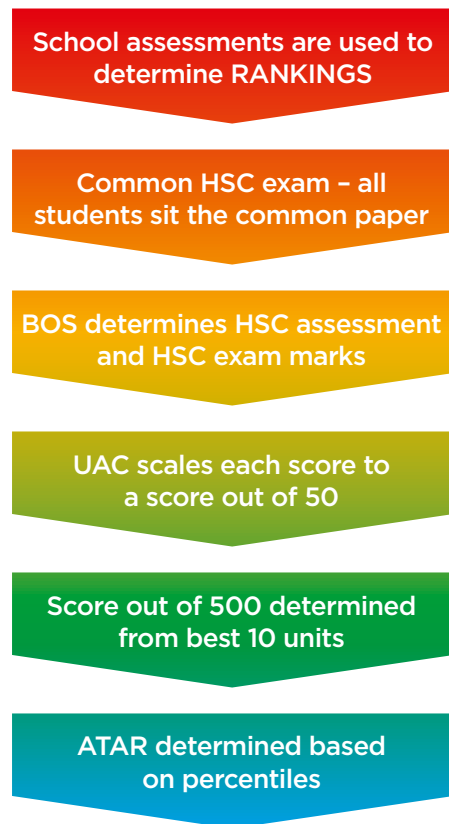 School assessments are used to
determine RANKINGS
Common HSC exam – all
students sit the common paper
BOS determines HSC assessment
and HSC exam marks
UAC scales each score to
a score out of 50
Score out of 500 determined
from best 10 units
ATAR determined based
on percentiles